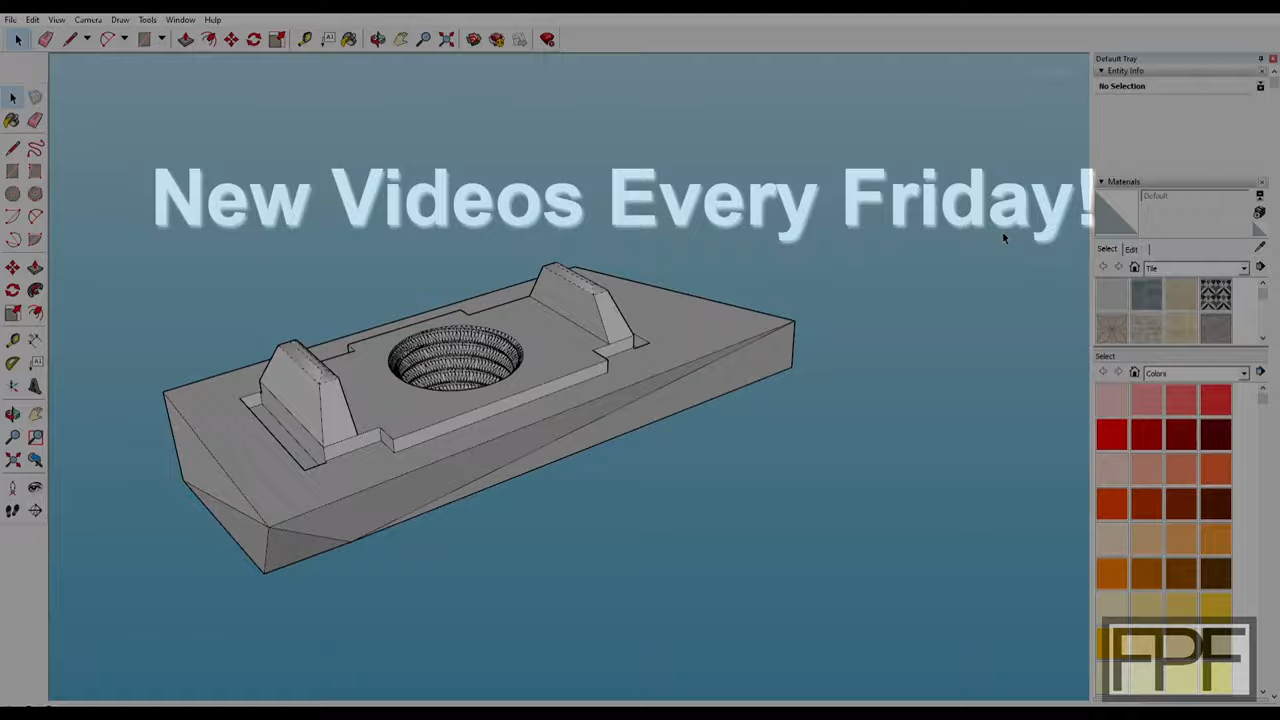 File Edit View Camera Draw Tools Window Help
Default Tray
Entity Info
No Selection
New Videos Every Friday!
Materials
Default
Select Edit
Tile
Select
Colors
FPF